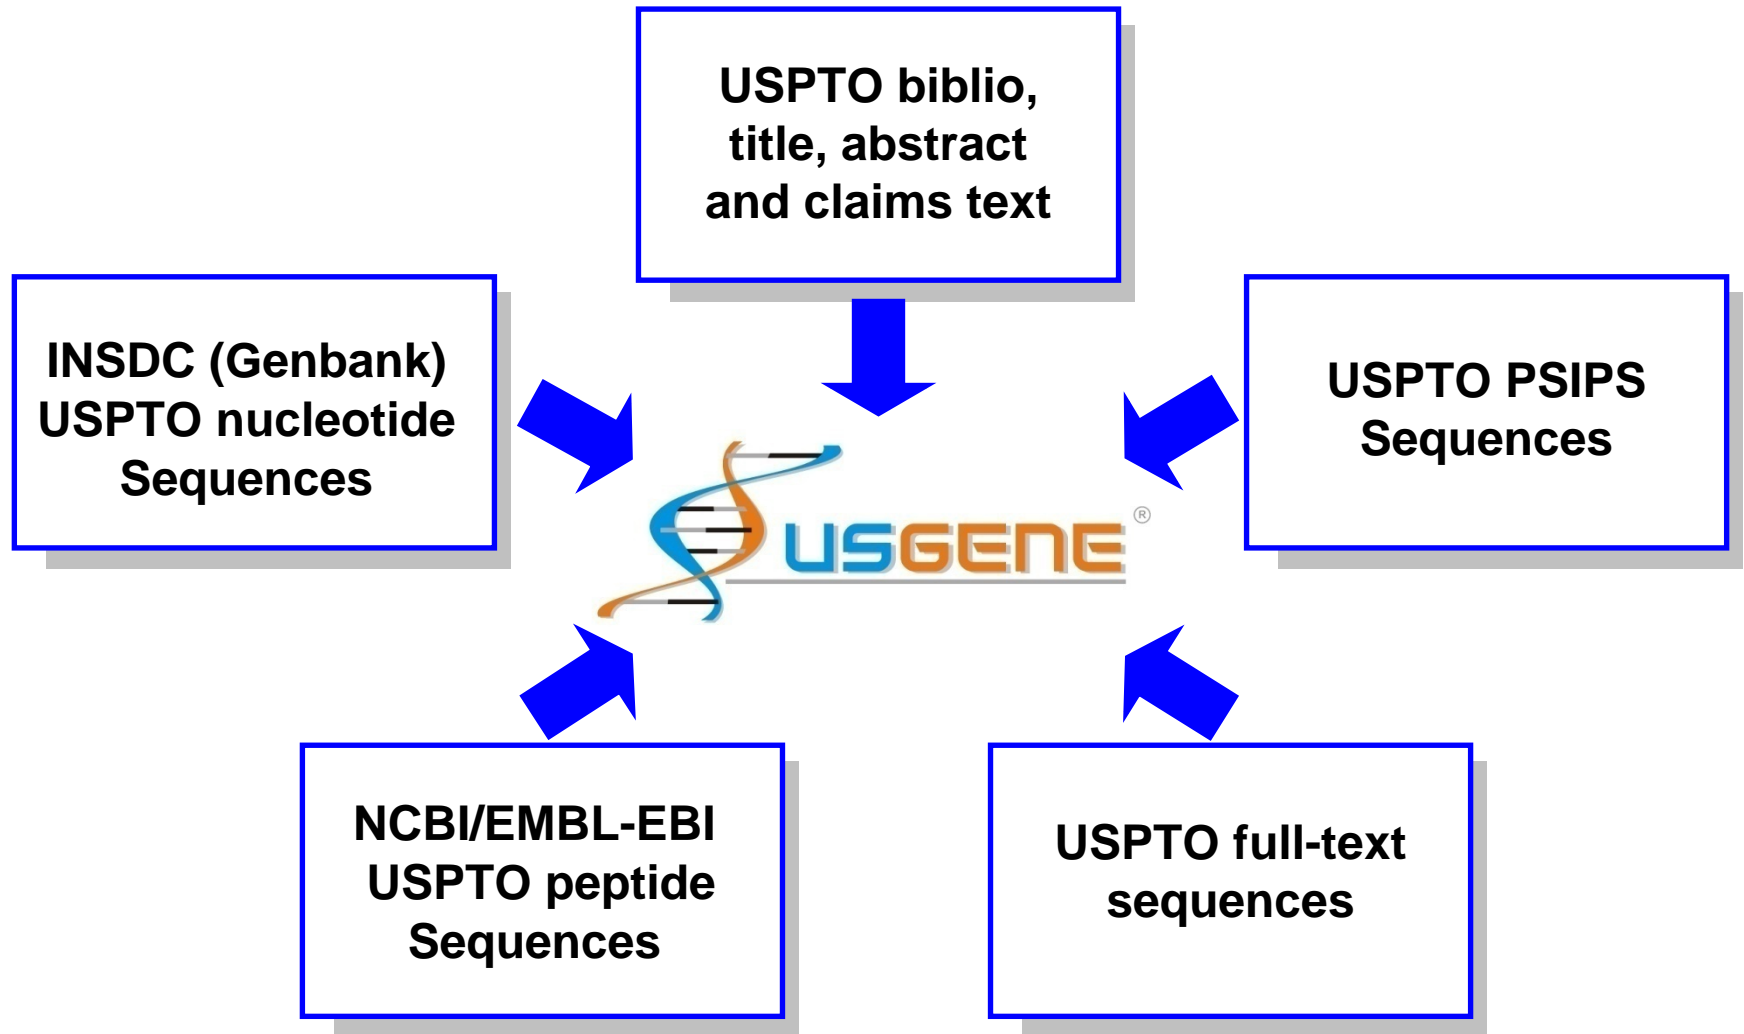 USPTO biblio,
title, abstract
and claims text
INSDC (Genbank)
USPTO nucleotide
Sequences
USPTO PSIPS
Sequences
USGENE®
NCBI/EMBL-EBI
USPTO peptide
Sequences
USPTO full-text
sequences